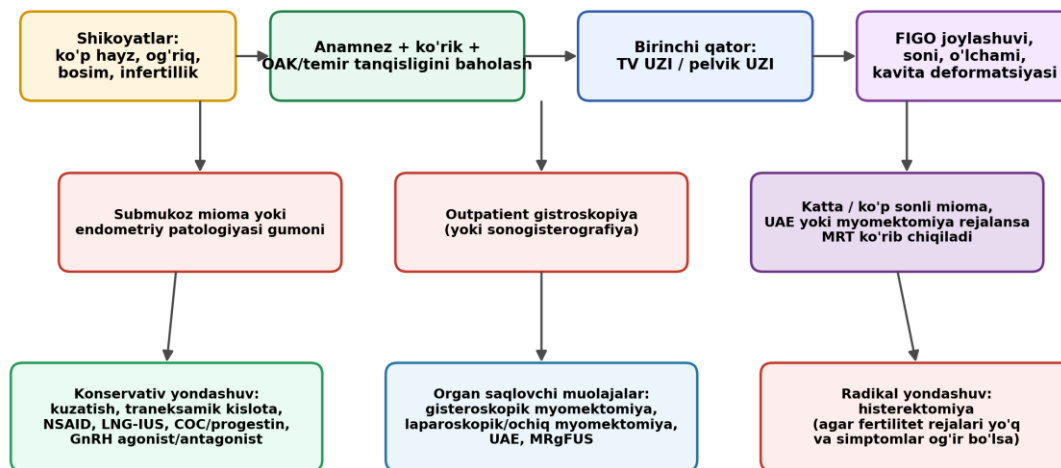 Shikoyatlar:
ko'p hayz, og'riq,
bosim, infertillik
Anamnez + ko'rik +
OAK/temir tanqisligini baholash
Birinchi qator:
TV UZI / pelvik UZI
FIGO joylashuvi,
soni, o'lchami,
kavita deformatsiyasi
Submukoz mioma yoki
endometriy patologiyasi gumoni
Outpatient gistroskopiya
(yoki sonogisterografiya)
Katta / ko'p sonli mioma,
UAE yoki myomektomiya rejalansa
MRT ko'rib chiqiladi
Konservativ yondashuv:
kuzatish, traneksamik kislota,
NSAID, LNG-IUS, COC/progestin,
GnRH agonist/antagonist
Organ saqlovchi muolajalar:
gisteroskopik myomektomiya,
laparoskopik/ochiq myomektomiya,
UAE, MRgFUS
Radikal yondashuv:
histerektomiya
(agar fertilitet rejalari yo'q
va simptomlar og'ir bo'lsa)